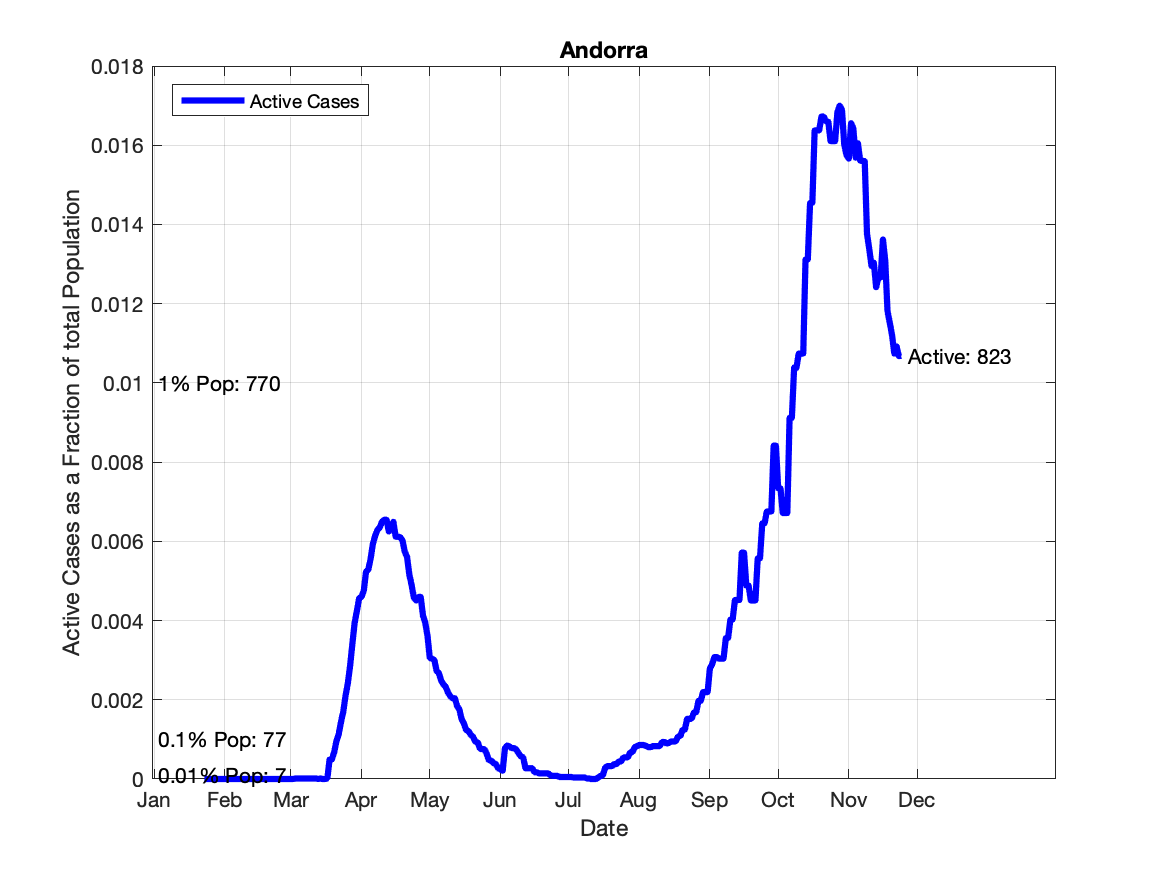 Andorra
Active Cases
0.018
0.016
0.014
0.012
0.01
0.008
0.006
0.004
0.002
0
Active Cases as a Fraction of total Population
1% Pop: 770
0.1% Pop: 77
0.01% Pop: 7
Active: 823
Jan Feb Mar Apr May Jun Jul Aug Sep Oct Nov Dec
Date